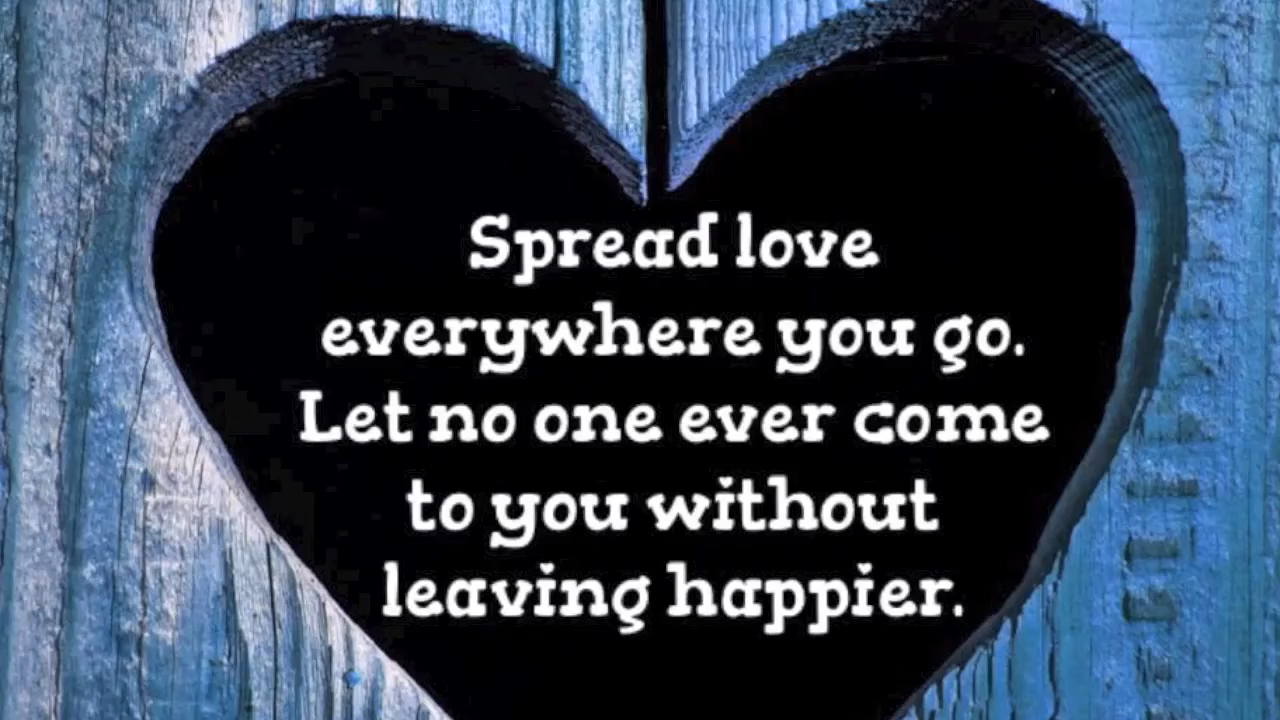 Spread love
everywhere you go.
Let no one ever come
to you without
leaving happier.